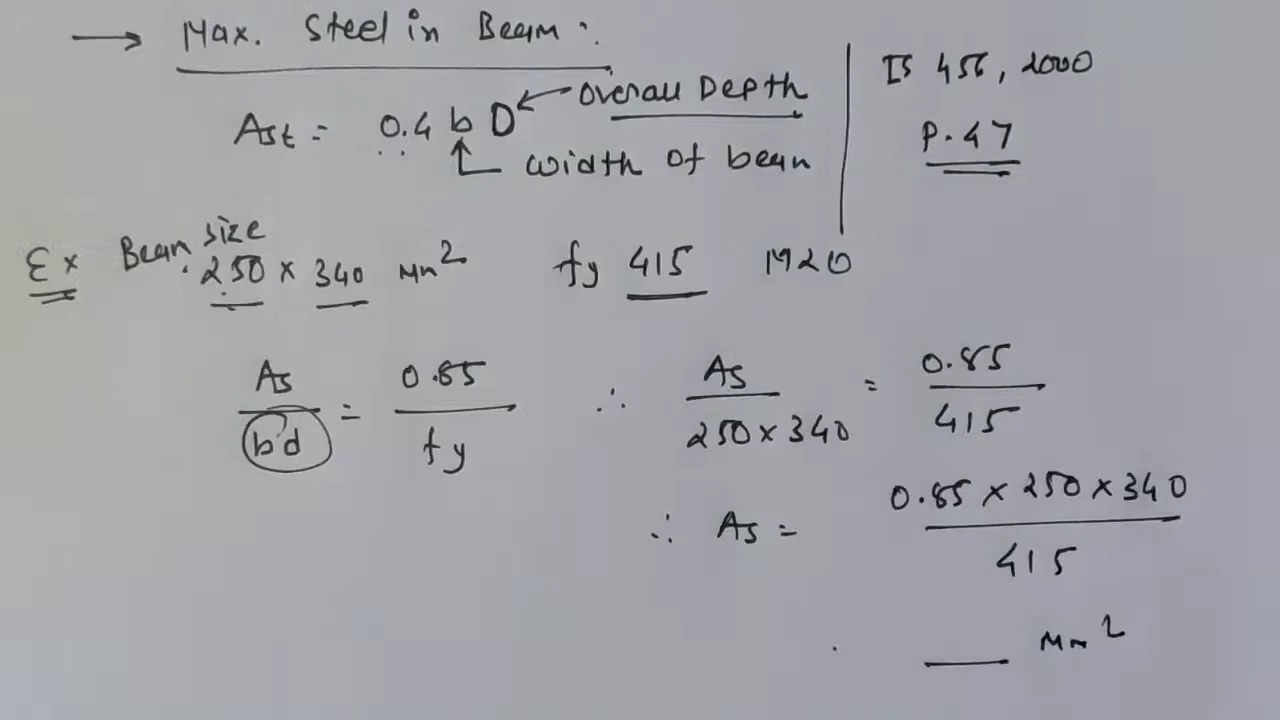 → Max. Steel in Beam :
Ast = 0.4 b D ← Overall Depth
↑ width of beam
IS 456, 2000
P. 47
Ex Beam size
250 x 340 mm² fy 415 M20
As / bd = 0.85 / fy ∴ As / 250 x 340 = 0.85 / 415
∴ As = 0.85 x 250 x 340 / 415
___ mm²